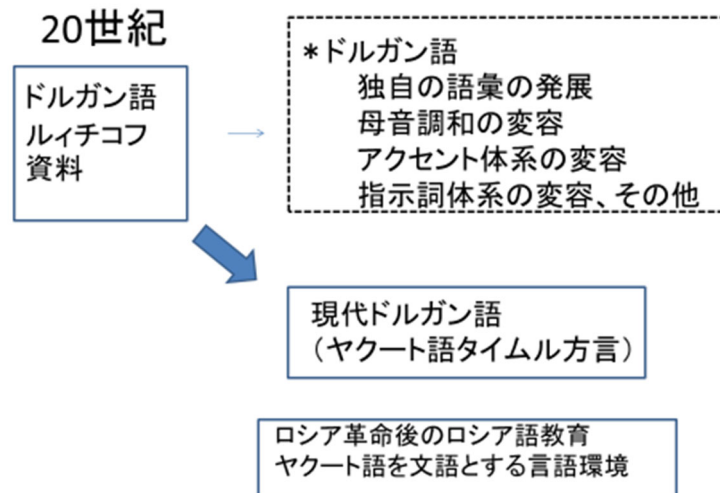 20世紀
ドルガン語
ルィチコフ
資料
*ドルガン語
独自の語彙の発展
母音調和の変容
アクセント体系の変容
指示詞体系の変容、その他
現代ドルガン語
(ヤクート語タイムル方言)
ロシア革命後のロシア語教育
ヤクート語を文語とする言語環境